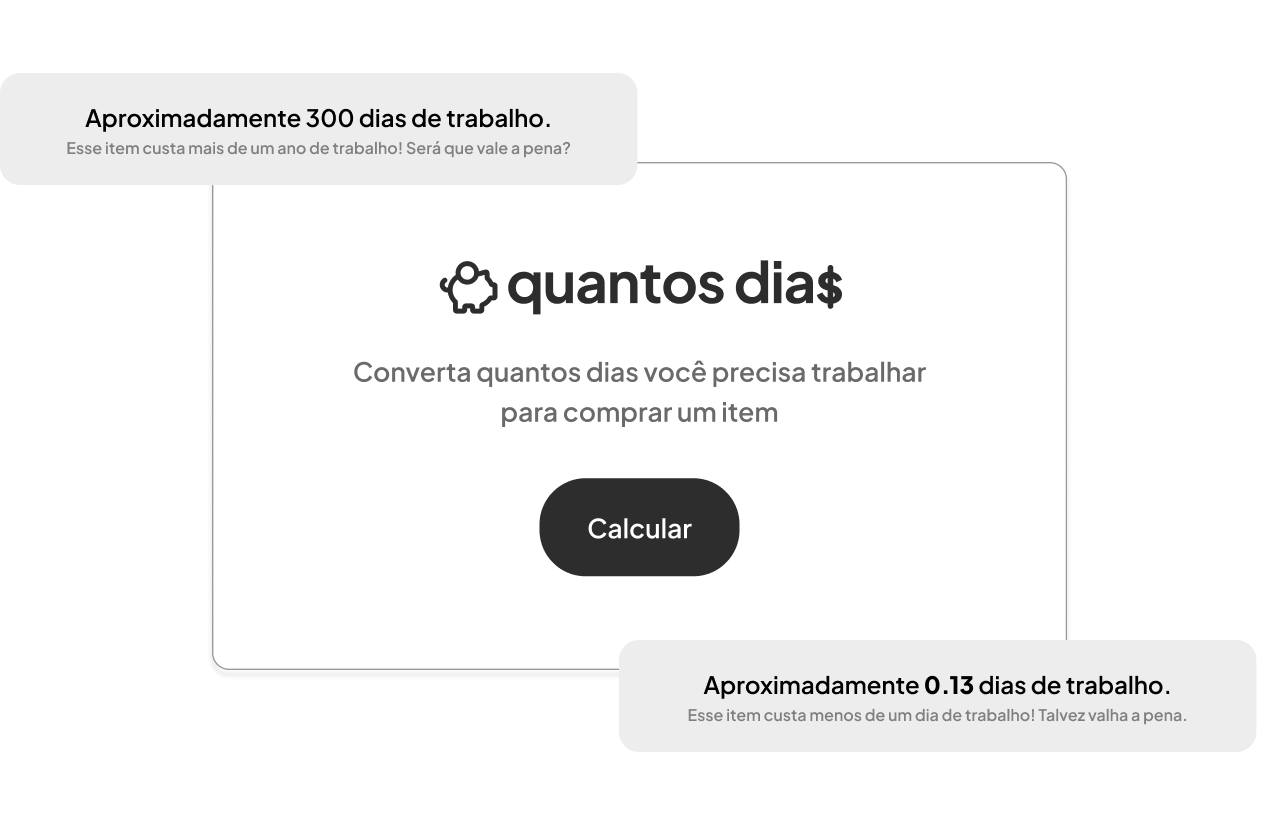 Aproximadamente 300 dias de trabalho.
Esse item custa mais de um ano de trabalho! Será que vale a pena?
quantos dia$
Converta quantos dias você precisa trabalhar
para comprar um item
Calcular
Aproximadamente 0.13 dias de trabalho.
Esse item custa menos de um dia de trabalho! Talvez valha a pena.